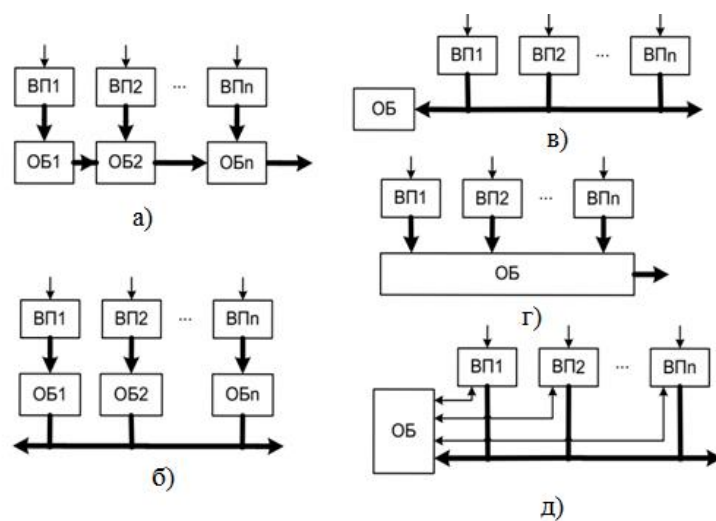 ВП1 ВП2 ... ВПn
ОБ1 ОБ2 ОБn
а)
ВП1 ВП2 ... ВПn
ОБ1 ОБ2 ОБn
б)
ВП1 ВП2 ... ВПn
ОБ
в)
ВП1 ВП2 ... ВПn
ОБ
г)
ВП1 ВП2 ... ВПn
ОБ
д)